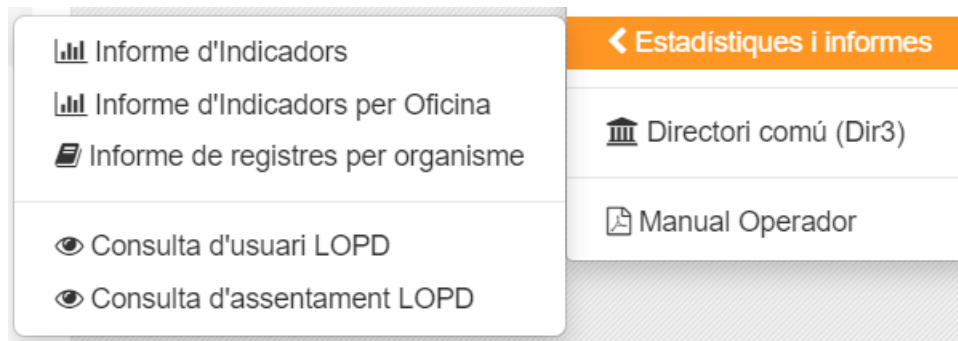 Informe d'Indicadors
Informe d'Indicadors per Oficina
Informe de registres per organisme
Consulta d'usuari LOPD
Consulta d'assentament LOPD
Estadístiques i informes
Directori comú (Dir3)
Manual Operador